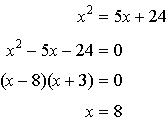 x² = 5x + 24
x² − 5x − 24 = 0
(x − 8)(x + 3) = 0
x = 8